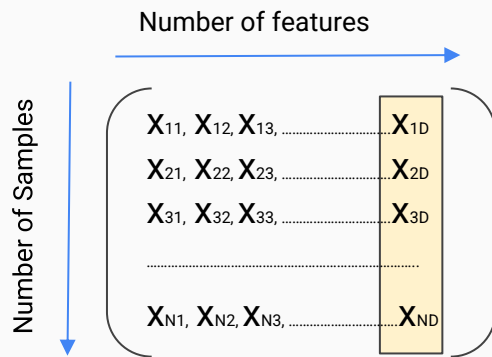 Number of features
Number of Samples
X11, X12, X13, ..............................X1D
X21, X22, X23, ..............................X2D
X31, X32, X33, ..............................X3D
......................................................................
XN1, XN2, XN3, ..............................XND